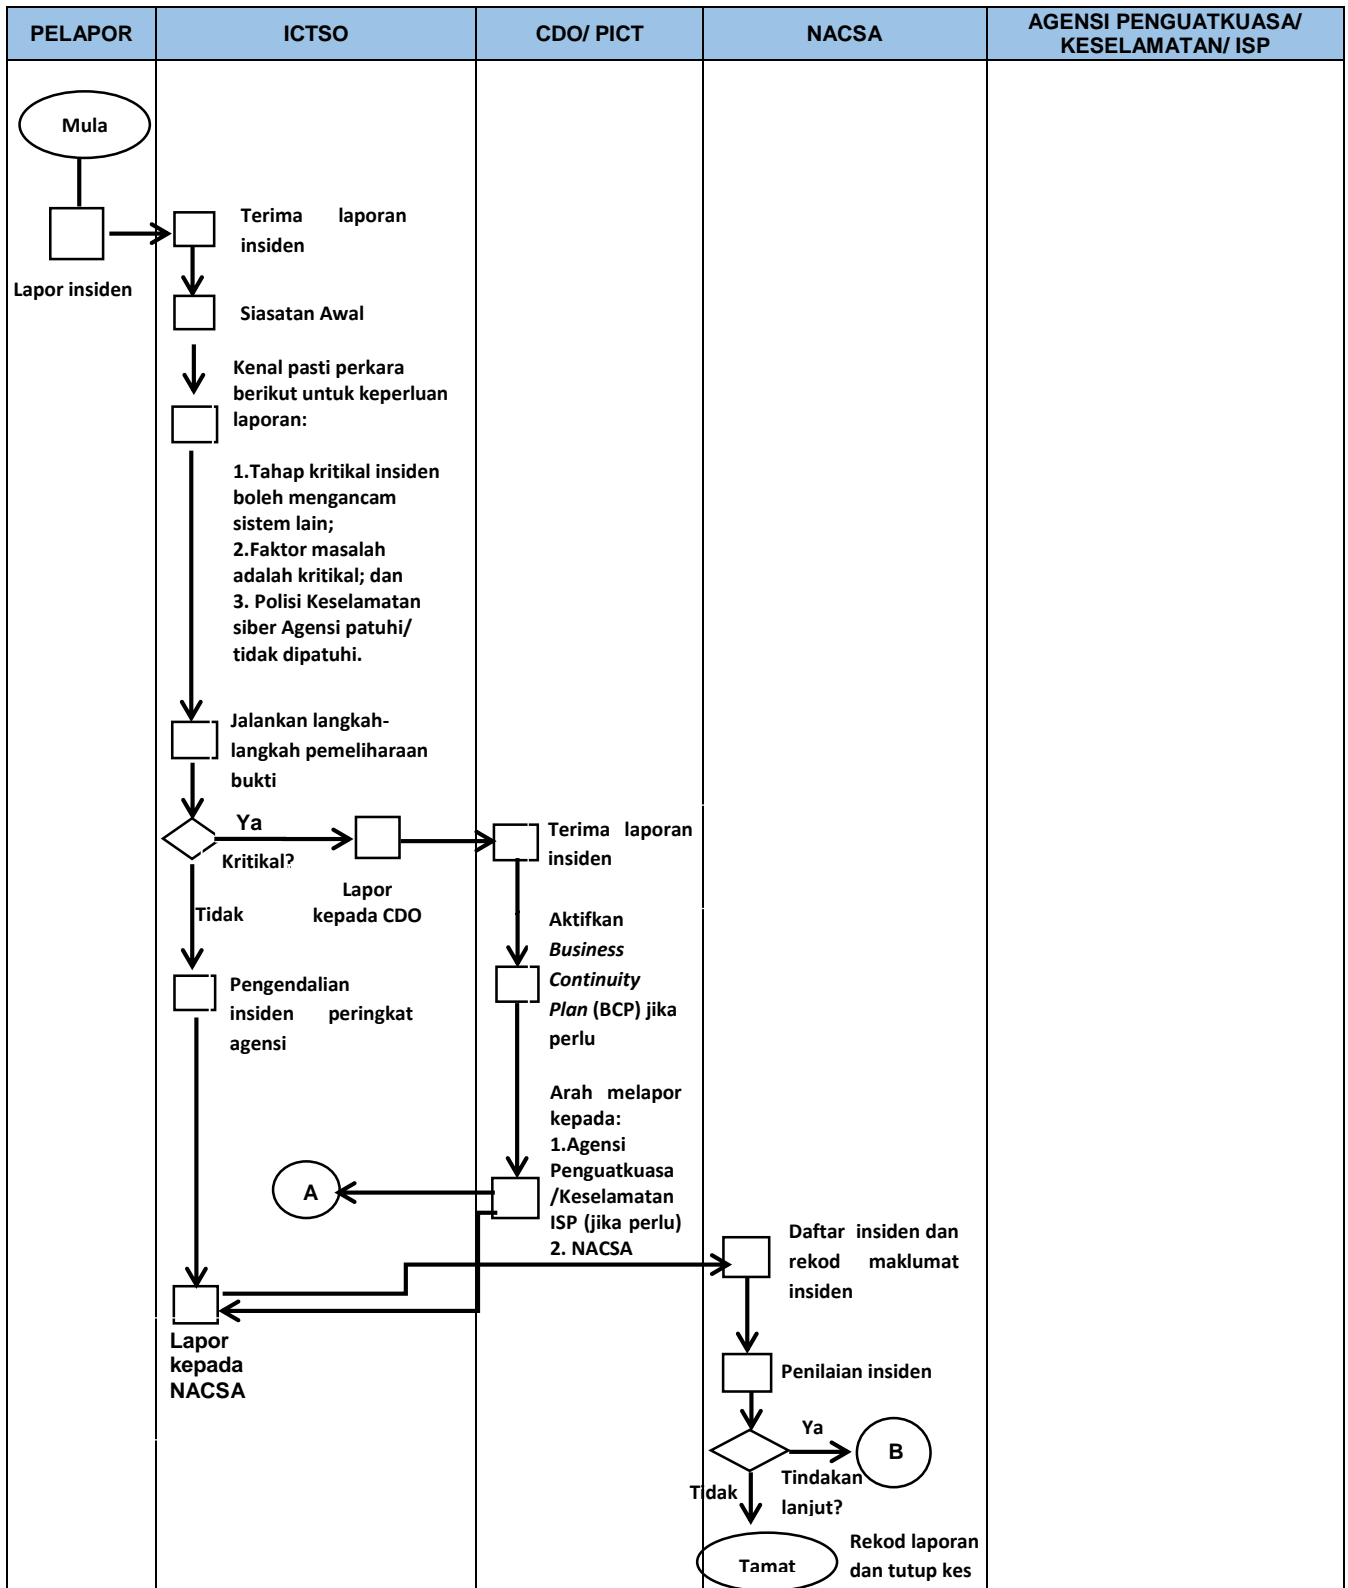 PELAPOR
ICTSO
CDO/ PICT
NACSA
AGENSI PENGUATKUASA/
KESELAMATAN/ ISP
Mula
Lapor insiden
Terima laporan
insiden
Siasatan Awal
Kenal pasti perkara
berikut untuk keperluan
laporan:
1.Tahap kritikal insiden
boleh mengancam
sistem lain;
2.Faktor masalah
adalah kritikal; dan
3. Polisi Keselamatan
siber Agensi patuhi/
tidak dipatuhi.
Jalankan langkah-
langkah pemeliharaan
bukti
Ya
Kritikal?
Tidak
Lapor
kepada CDO
Pengendalian
insiden peringkat
agensi
Terima laporan
insiden
Aktifkan
Business
Continuity
Plan (BCP) jika
perlu
Arah melapor
kepada:
1.Agensi
Penguatkuasa
/Keselamatan
ISP (jika perlu)
2. NACSA
A
Lapor
kepada
NACSA
Daftar insiden dan
rekod maklumat
insiden
Penilaian insiden
Ya
B
Tindakan
lanjut?
Tidak
Tamat
Rekod laporan
dan tutup kes